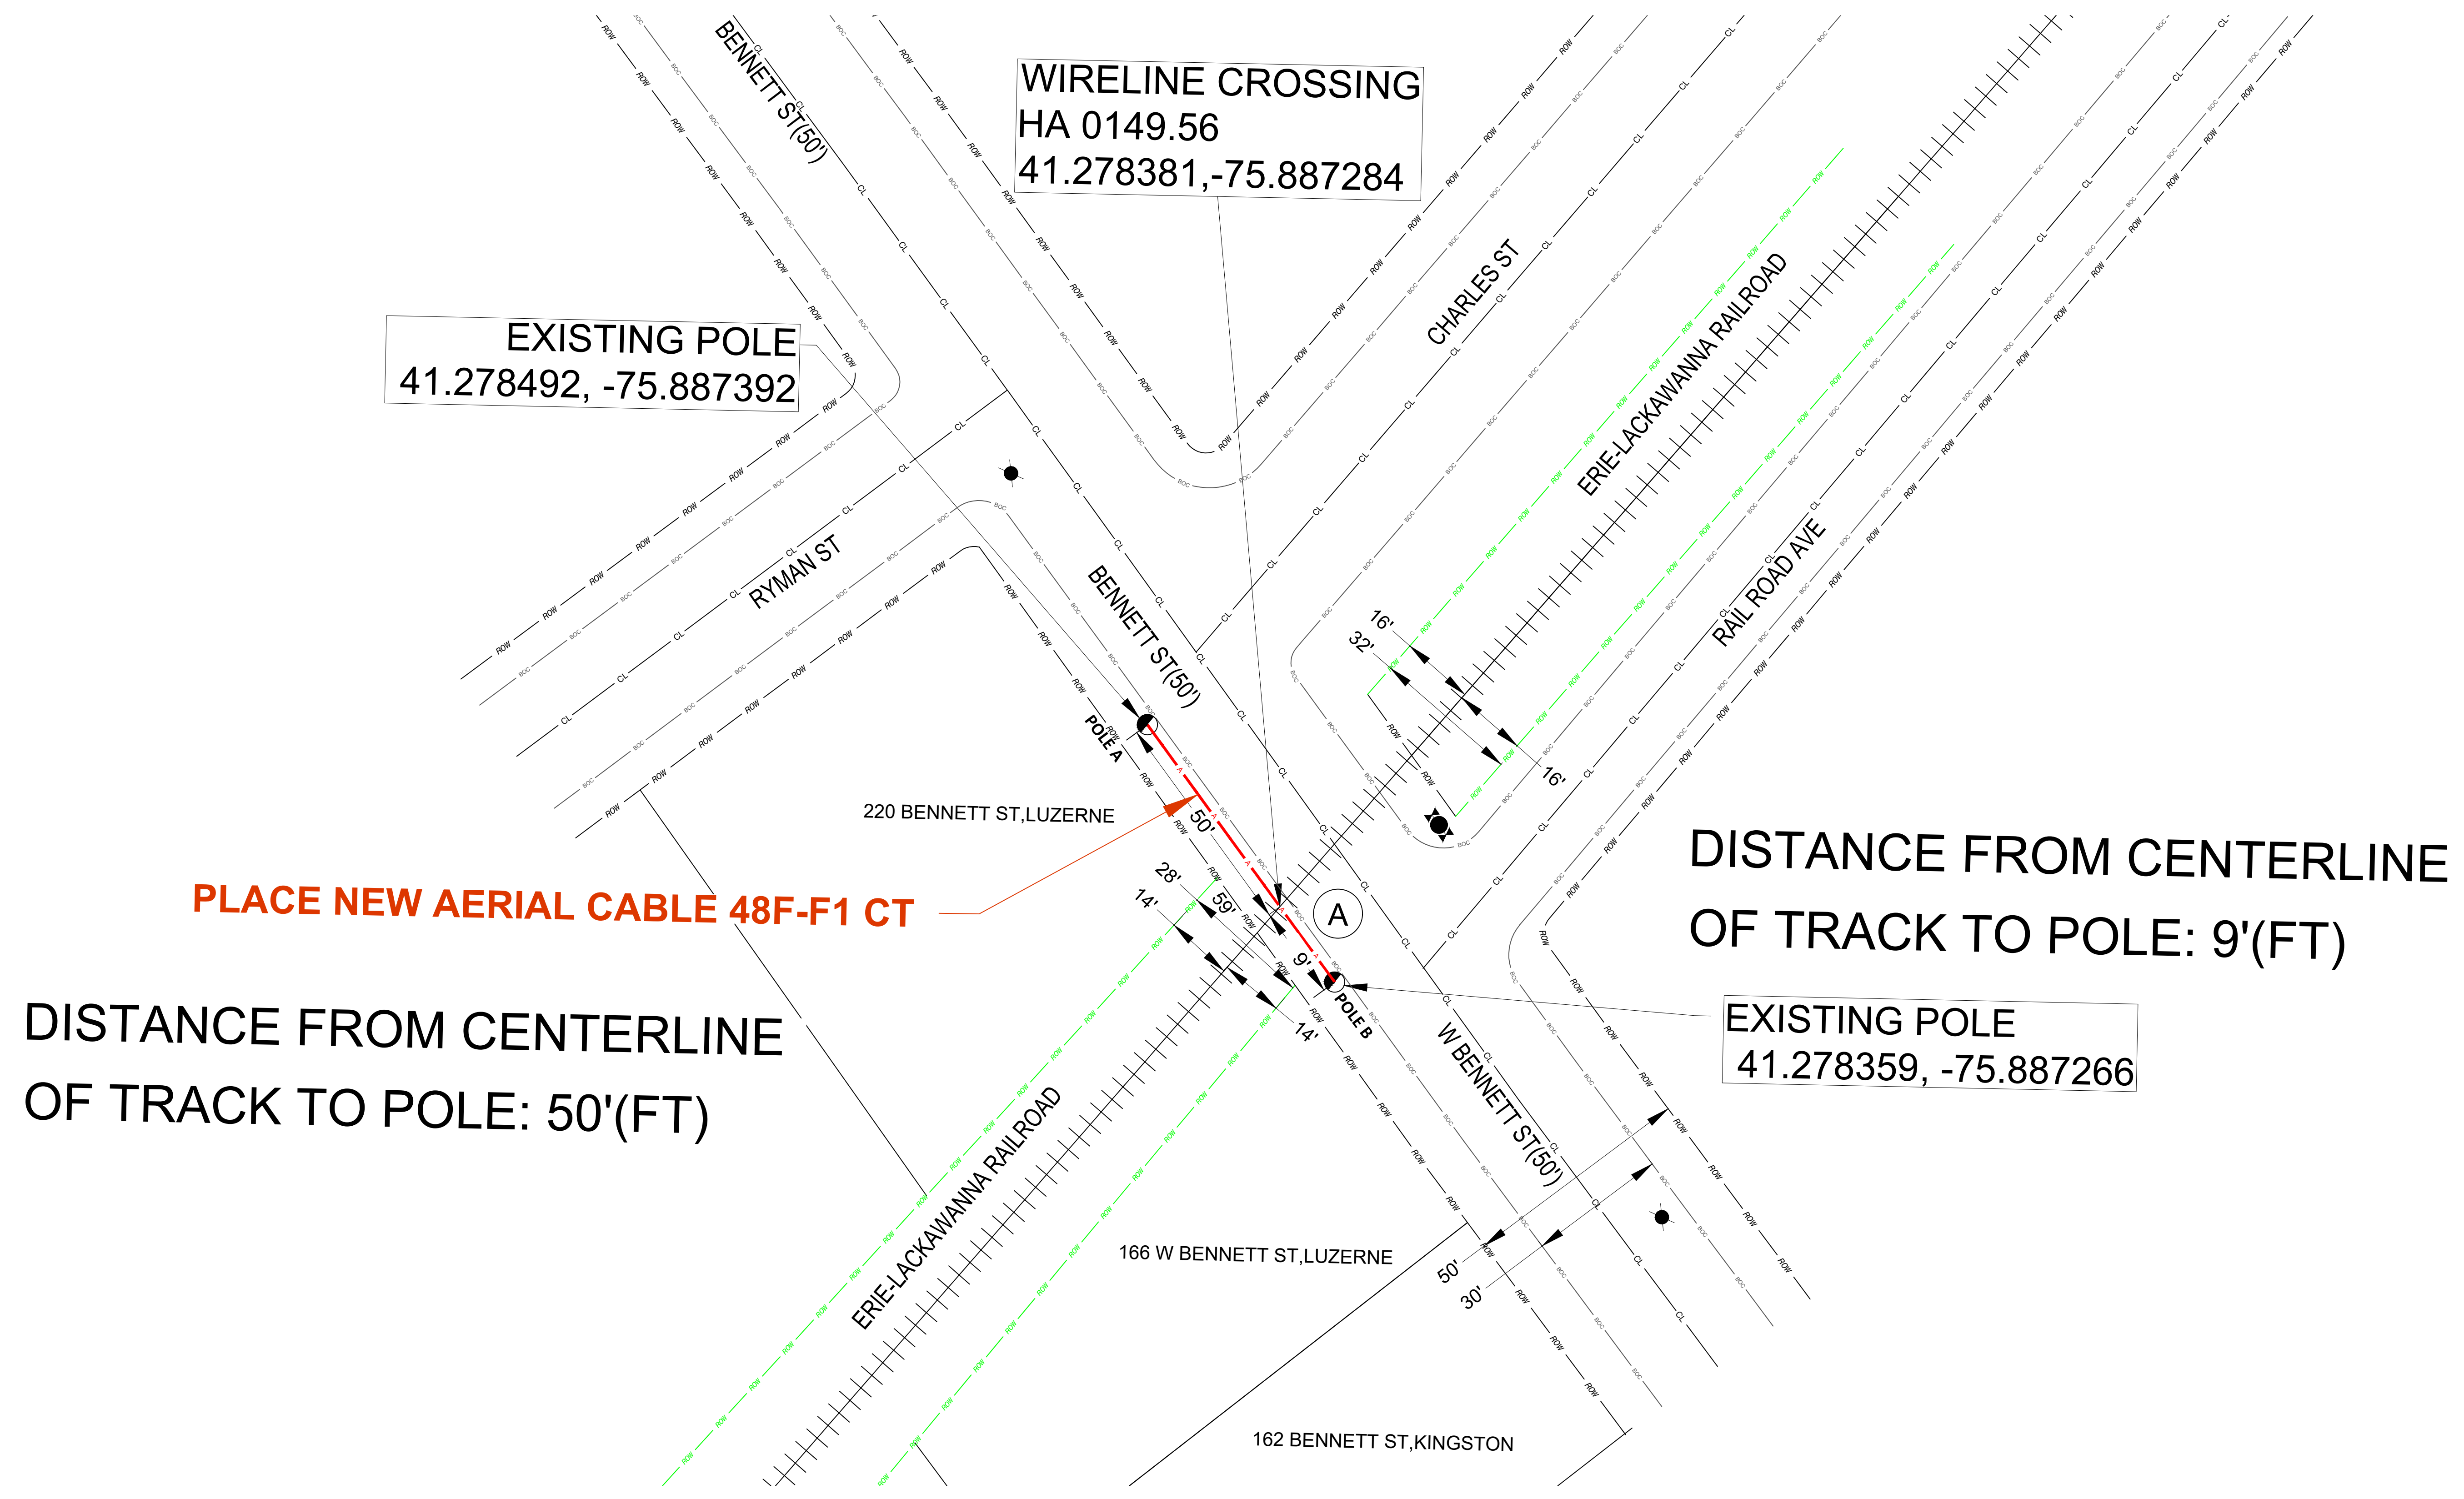 BENNETT ST(50')
WIRELINE CROSSING
HA 0149.56
41.278381,-75.887284
CHARLES ST
ERIE-LACKAWANNA RAILROAD
EXISTING POLE
41.278492, -75.887392
RYMAN ST
BENNETT ST(50')
RAIL ROAD AVE
16'
32'
16'
POLE A
220 BENNETT ST,LUZERNE
50'
28'
14'
59'
A
9'
14'
POLE B
PLACE NEW AERIAL CABLE 48F-F1 CT
DISTANCE FROM CENTERLINE
OF TRACK TO POLE: 9'(FT)
DISTANCE FROM CENTERLINE
OF TRACK TO POLE: 50'(FT)
EXISTING POLE
41.278359, -75.887266
W BENNETT ST(50')
ERIE-LACKAWANNA RAILROAD
166 W BENNETT ST,LUZERNE
50'
30'
162 BENNETT ST,KINGSTON
ROW
BOC
CL